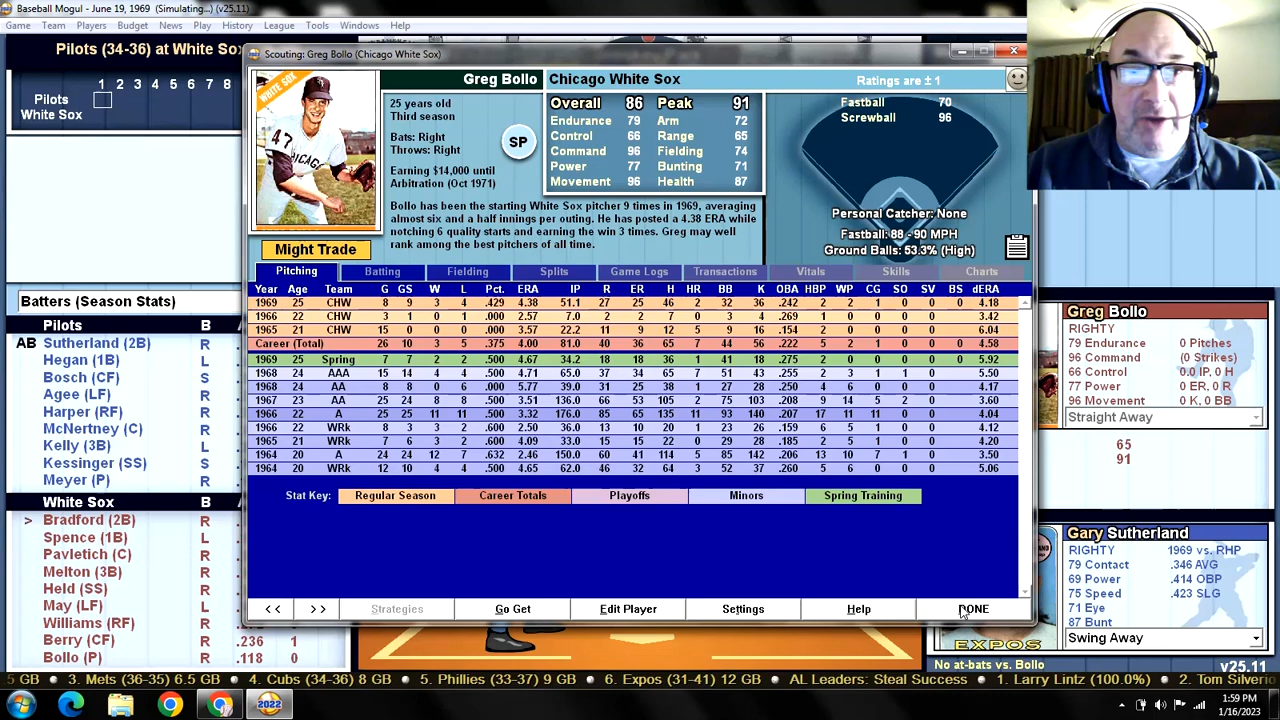 Baseball Mogul - June 19, 1969 (Simulating...) (v25.11)
Game Team Players Budget News Play History League Tools Windows Help
Pilots (34-36) at White Sox
1 2 3 4 5 6 7 8
Pilots
White Sox
Batters (Season Stats)
Pilots B
AB Sutherland (2B) R
Hegan (1B) L
Bosch (CF) S
Agee (LF) R
Harper (RF) R
McNertney (C) R
Kelly (3B) L
Kessinger (SS) S
Meyer (P) R
White Sox B
> Bradford (2B) R
Spence (1B) L
Pavletich (C) R
Melton (3B) R
Held (SS) R
May (LF) L
Williams (RF) R
Berry (CF) R .236 1
Bollo (P) R .118 0
Scouting: Greg Bollo (Chicago White Sox)
WHITE SOX
47 CHICAGO
Greg Bollo
25 years old
Third season
Bats: Right
Throws: Right
Earning $14,000 until
Arbitration (Oct 1971)
SP
Chicago White Sox
Overall 86 Peak 91
Endurance 79 Arm 72
Control 66 Range 65
Command 96 Fielding 74
Power 77 Bunting 71
Movement 96 Health 87
Ratings are ± 1
Fastball 70
Screwball 96
Personal Catcher: None
Fastball: 88 - 90 MPH
Ground Balls: 53.3% (High)
Bollo has been the starting White Sox pitcher 9 times in 1969, averaging
almost six and a half innings per outing. He has posted a 4.38 ERA while
notching 6 quality starts and earning the win 3 times. Greg may well
rank among the best pitchers of all time.
Might Trade
Pitching Batting Fielding Splits Game Logs Transactions Vitals Skills Charts
Year Age Team G GS W L Pct. ERA IP R ER H HR BB K OBA HBP WP CG SO SV BS dERA
1969 25 CHW 8 9 3 4 .429 4.38 51.1 27 25 46 2 32 36 .242 2 2 1 0 0 0 4.18
1966 22 CHW 3 1 0 1 .000 2.57 7.0 2 2 7 0 3 4 .269 1 0 0 0 0 0 3.42
1965 21 CHW 15 0 0 0 .000 3.57 22.2 11 9 12 5 9 16 .154 2 0 0 0 0 0 6.04
Career (Total) 26 10 3 5 .375 4.00 81.0 40 36 65 7 44 56 .222 5 2 1 0 0 0 4.58
1969 25 Spring 7 7 2 2 .500 4.67 34.2 18 18 36 1 41 18 .275 2 0 0 0 0 0 5.92
1968 24 AAA 15 14 4 4 .500 4.71 65.0 37 34 65 7 51 43 .255 2 3 1 1 0 0 5.50
1968 24 AA 8 8 0 6 .000 5.77 39.0 31 25 38 1 27 28 .250 4 6 0 0 0 0 4.17
1967 23 AA 25 24 8 8 .500 3.51 136.0 66 53 105 2 75 103 .208 9 14 5 2 0 0 3.60
1966 22 A 25 25 11 11 .500 3.32 176.0 85 65 135 11 93 140 .207 17 11 11 0 0 0 4.04
1966 22 WRk 8 3 3 2 .600 2.50 36.0 13 10 20 1 23 26 .159 6 5 1 0 0 0 4.12
1965 21 WRk 7 6 3 2 .600 4.09 33.0 15 15 22 0 29 28 .185 2 5 1 0 0 0 4.20
1964 20 A 24 24 12 7 .632 2.46 150.0 60 41 114 5 85 142 .206 13 10 7 1 0 0 3.50
1964 20 WRk 12 10 4 4 .500 4.65 62.0 46 32 64 3 52 37 .260 5 6 0 0 0 0 5.06
Stat Key: Regular Season Career Totals Playoffs Minors Spring Training
<< >> Strategies Go Get Edit Player Settings Help DONE
Greg Bollo
RIGHTY
79 Endurance 0 Pitches
96 Command (0 Strikes)
66 Control 0.0 IP, 0 H
77 Power 0 ER, 0 R
96 Movement 0 K, 0 BB
Straight Away
65
91
Gary Sutherland
RIGHTY 1969 vs. RHP
79 Contact .346 AVG
69 Power .414 OBP
75 Speed .423 SLG
71 Eye
87 Bunt
Swing Away
EXPOS
No at-bats vs. Bollo v25.11
.5 GB • 3. Mets (36-35) 6.5 GB • 4. Cubs (34-36) 8 GB • 5. Phillies (33-37) 9 GB • 6. Expos (31-41) 12 GB AL Leaders: Steal Success • 1. Larry Lintz (100.0%) • 2. Tom Silverio
2022
1:59 PM
1/16/2023